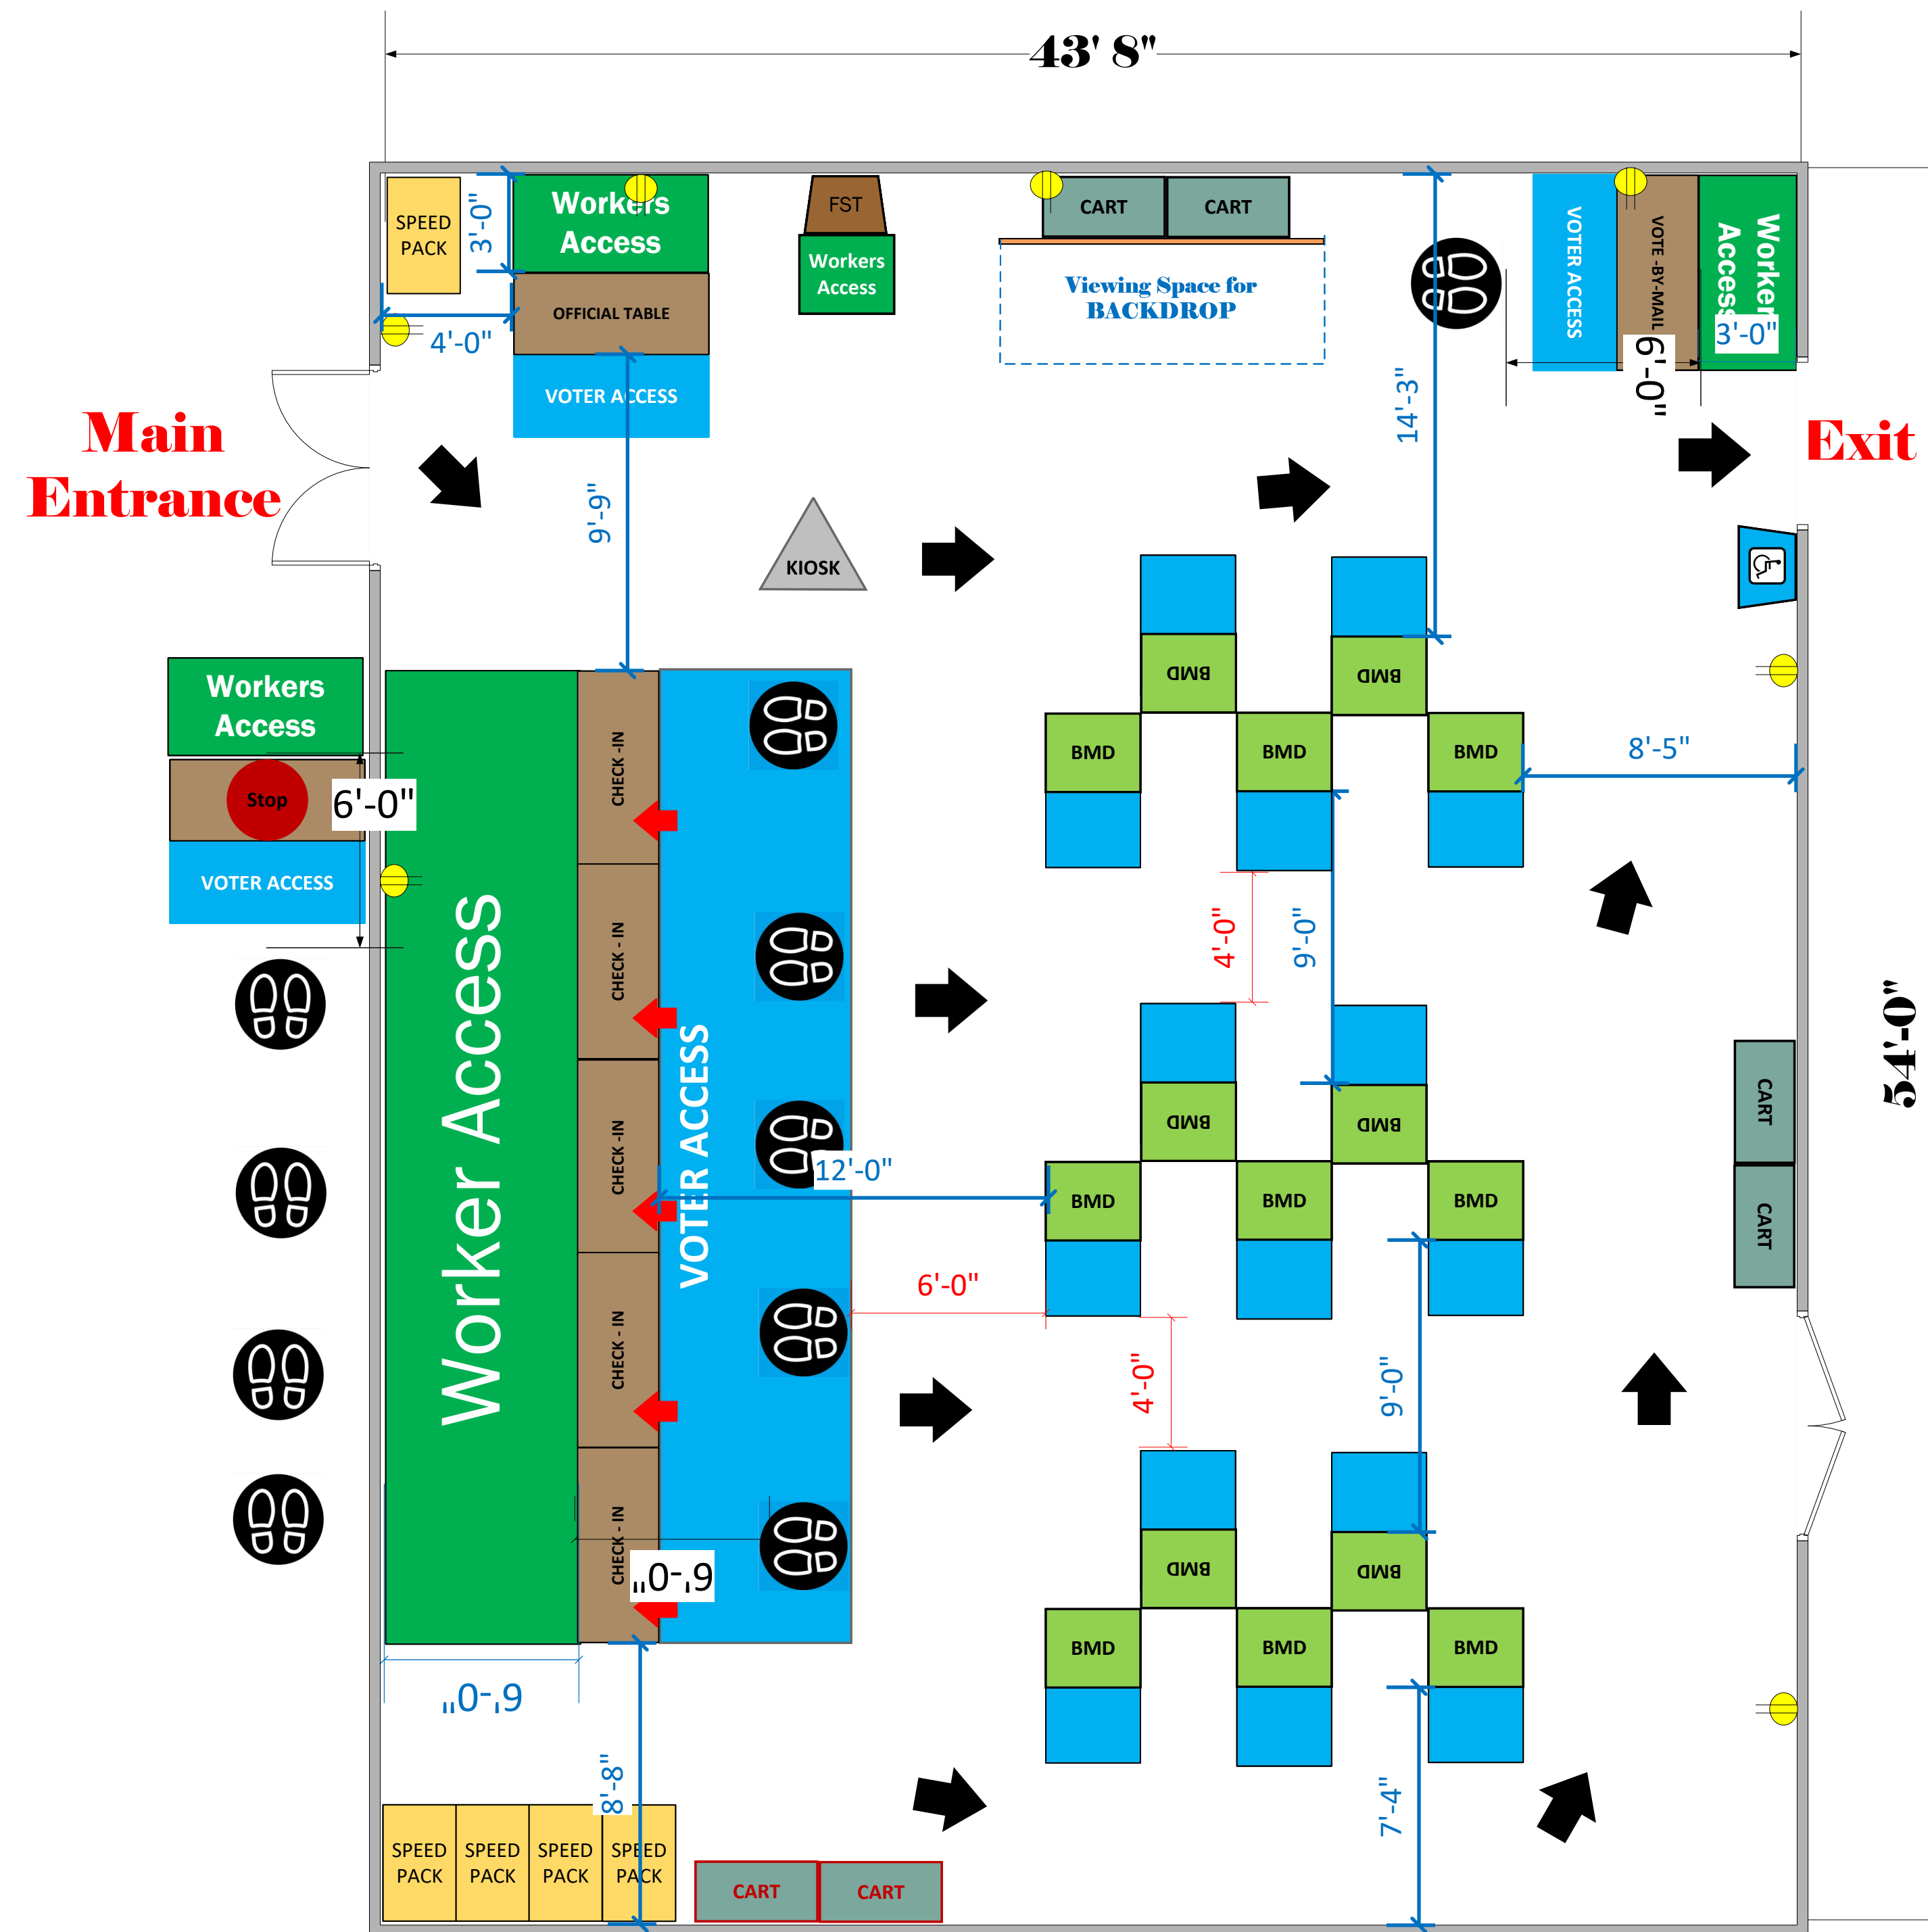 43' 8"
SPEED
PACK
3'-0"
Workers
Access
OFFICIAL TABLE
VOTER ACCESS
4'-0"
FST
Workers
Access
CART
CART
Viewing Space for
BACKDROP
14'-3"
VOTER ACCESS
VOTE -BY-MAIL
Worker
Access
3'-0"
6'-0"
Main
Entrance
Exit
9'-9"
KIOSK
Workers
Access
Stop
6'-0"
VOTER ACCESS
Worker Access
CHECK -IN
CHECK - IN
CHECK -IN
CHECK - IN
CHECK - IN
VOTER ACCESS
BMD
BMD
BMD
BMD
BMD
8'-5"
4'-0"
9'-0"
54'-0"
12'-0"
BMD
BMD
BMD
BMD
BMD
CART
CART
6'-0"
4'-0"
9'-0"
6'-0"
BMD
BMD
BMD
BMD
BMD
6'-0"
8'-8"
7'-4"
SPEED
PACK
SPEED
PACK
SPEED
PACK
SPEED
PACK
CART
CART